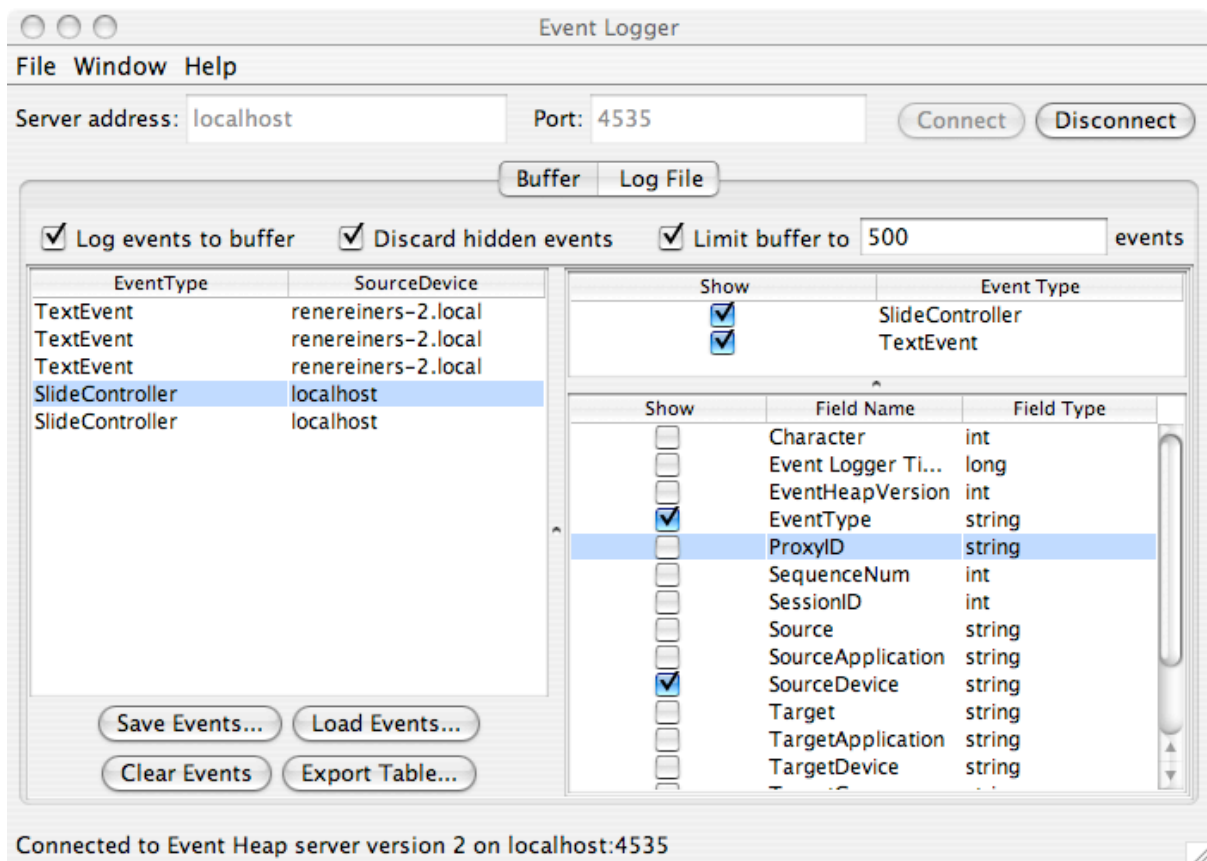 Event Logger
File Window Help
Server address: localhost Port: 4535 Connect Disconnect
Buffer Log File
Log events to buffer Discard hidden events Limit buffer to 500 events
EventType SourceDevice
TextEvent renereiners-2.local
TextEvent renereiners-2.local
TextEvent renereiners-2.local
SlideController localhost
SlideController localhost
Save Events... Load Events...
Clear Events Export Table...
Show Event Type
SlideController
TextEvent
Show Field Name Field Type
Character int
Event Logger Ti... long
EventHeapVersion int
EventType string
ProxyID string
SequenceNum int
SessionID int
Source string
SourceApplication string
SourceDevice string
Target string
TargetApplication string
TargetDevice string
Connected to Event Heap server version 2 on localhost:4535